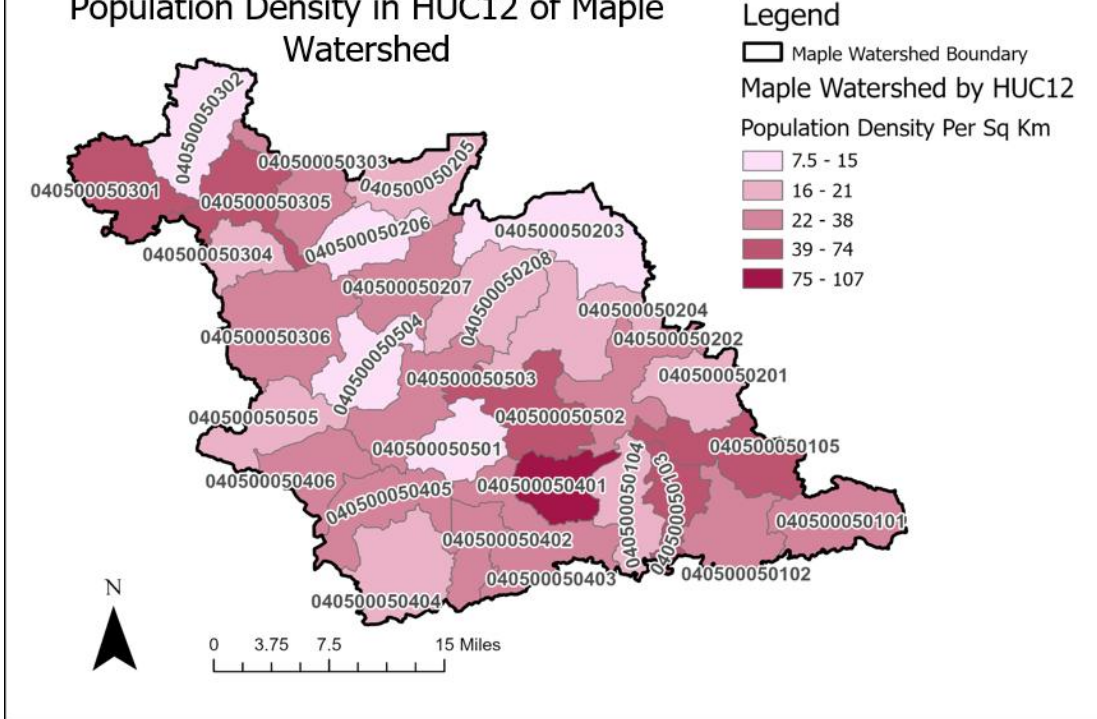 Population Density in HUC12 of Maple
Watershed
Legend
Maple Watershed Boundary
Maple Watershed by HUC12
Population Density Per Sq Km
7.5 - 15
16 - 21
22 - 38
39 - 74
75 - 107
040500050302
040500050303
040500050205
040500050301
040500050305
040500050206
040500050203
040500050304
040500050207
040500050208
040500050204
040500050306
040500050202
040500050504
040500050503
040500050201
040500050505
040500050502
040500050501
040500050105
040500050406
040500050405
040500050401
040500050104
040500050103
040500050101
040500050402
040500050403
040500050102
040500050404
N
0 3.75 7.5 15 Miles